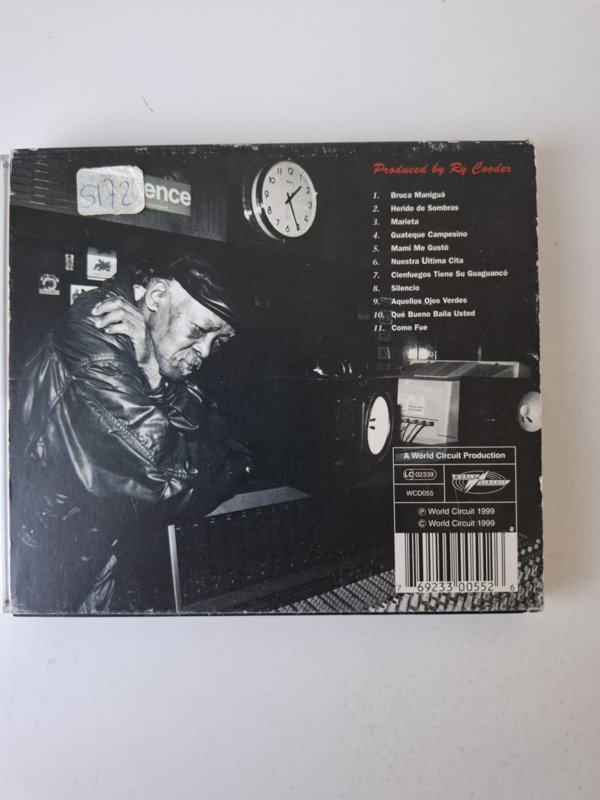 5172
ence
Produced by Ry Cooder
1. Bruca Maniguá
2. Herido de Sombras
3. Marieta
4. Guateque Campesino
5. Mami Me Gustó
6. Nuestra Ultima Cita
7. Cienfuegos Tiene Su Guaguancó
8. Silencio
9. Aquellos Ojos Verdes
10. Qué Bueno Baila Usted
11. Como Fue
A World Circuit Production
LC 02339
WCD055
WORLD CIRCUIT
℗ World Circuit 1999
© World Circuit 1999
7 69233 00552 6